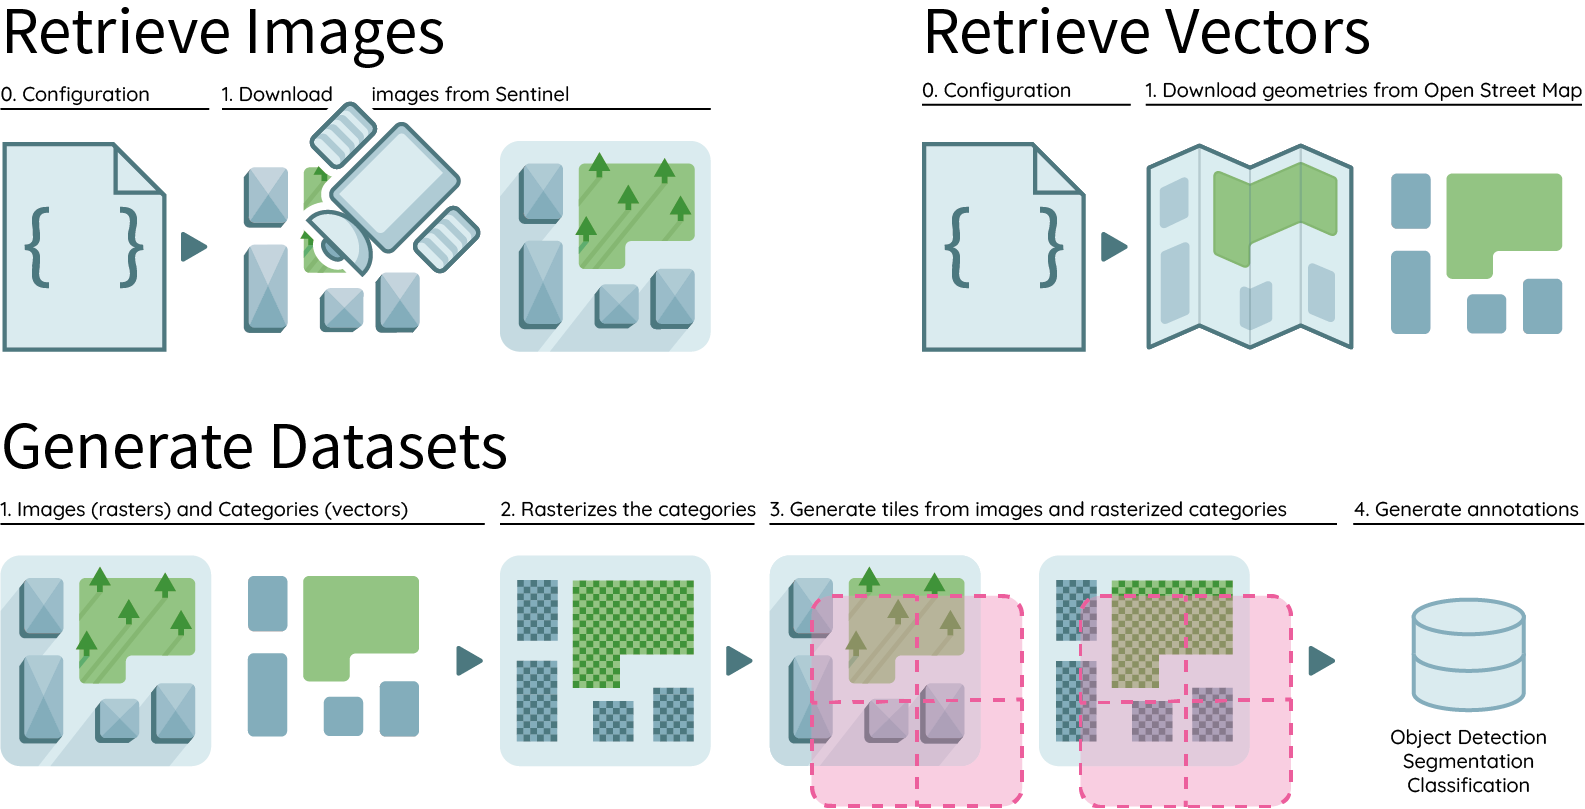 Retrieve Images
0. Configuration
1. Download images from Sentinel
{ }
Retrieve Vectors
0. Configuration
1. Download geometries from Open Street Map
{ }
Generate Datasets
1. Images (rasters) and Categories (vectors)
2. Rasterizes the categories
3. Generate tiles from images and rasterized categories
4. Generate annotations
Object Detection
Segmentation
Classification